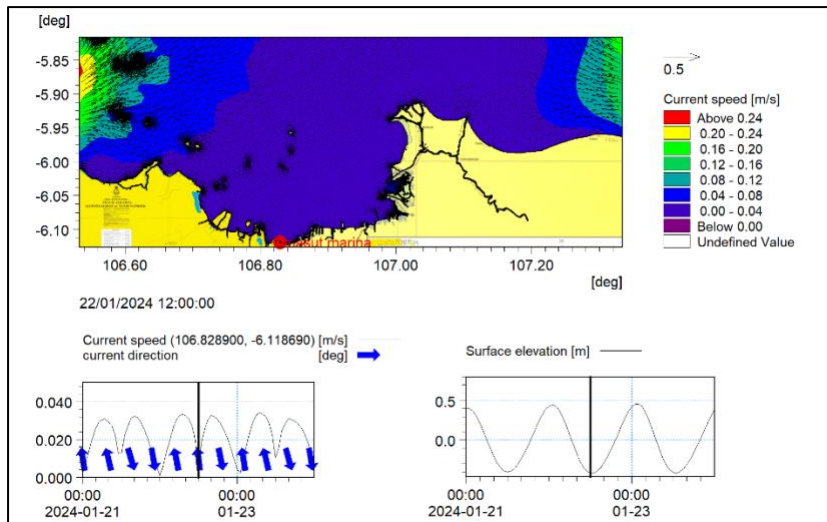 [deg]
-5.85
-5.90
-5.95
-6.00
-6.05
-6.10
106.60 106.80 107.00 107.20
[deg]
pasut marina
0.5
Current speed [m/s]
Above 0.24
0.20 - 0.24
0.16 - 0.20
0.12 - 0.16
0.08 - 0.12
0.04 - 0.08
0.00 - 0.04
Below 0.00
Undefined Value
22/01/2024 12:00:00
Current speed (106.828900, -6.118690) [m/s]
current direction [deg]
0.040
0.020
0.000
00:00 00:00
2024-01-21 01-23
Surface elevation [m]
0.5
0.0
00:00 00:00
2024-01-21 01-23